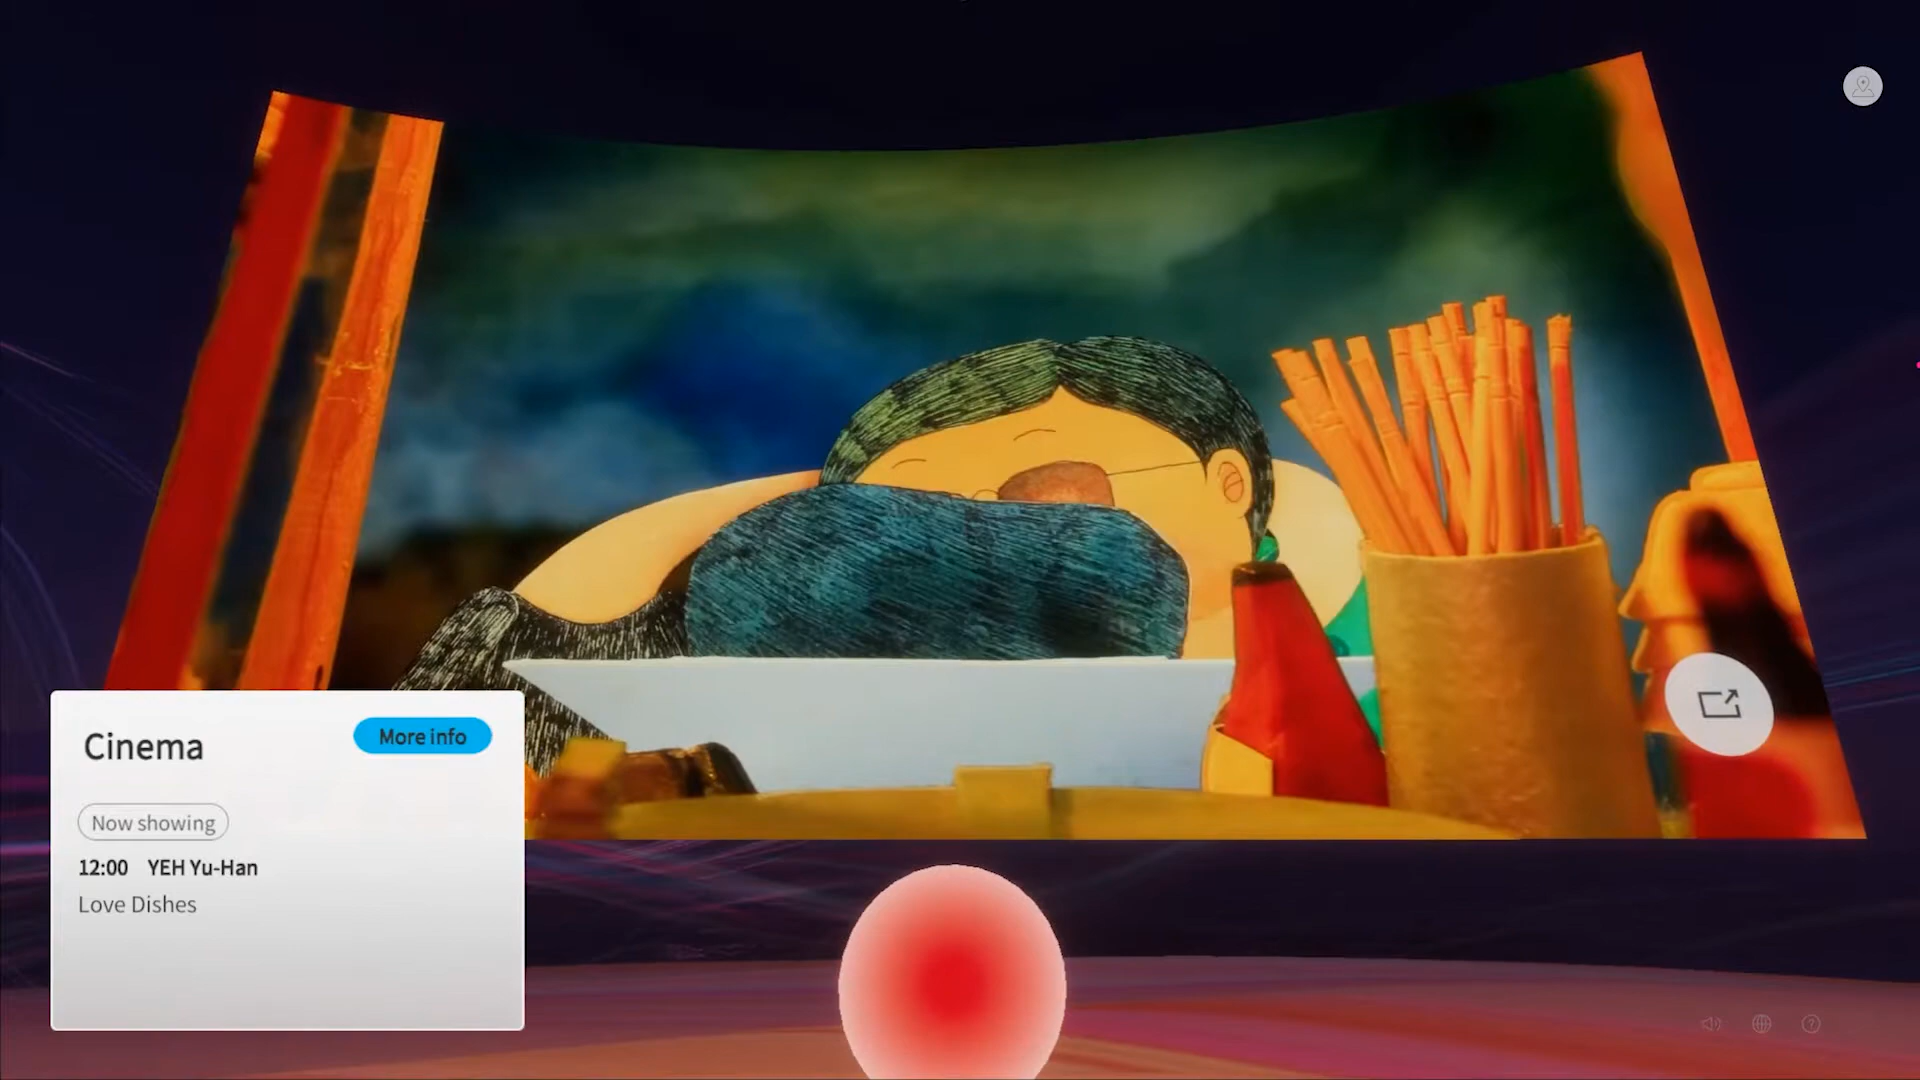 Cinema
More info
Now showing
12:00 YEH Yu-Han
Love Dishes